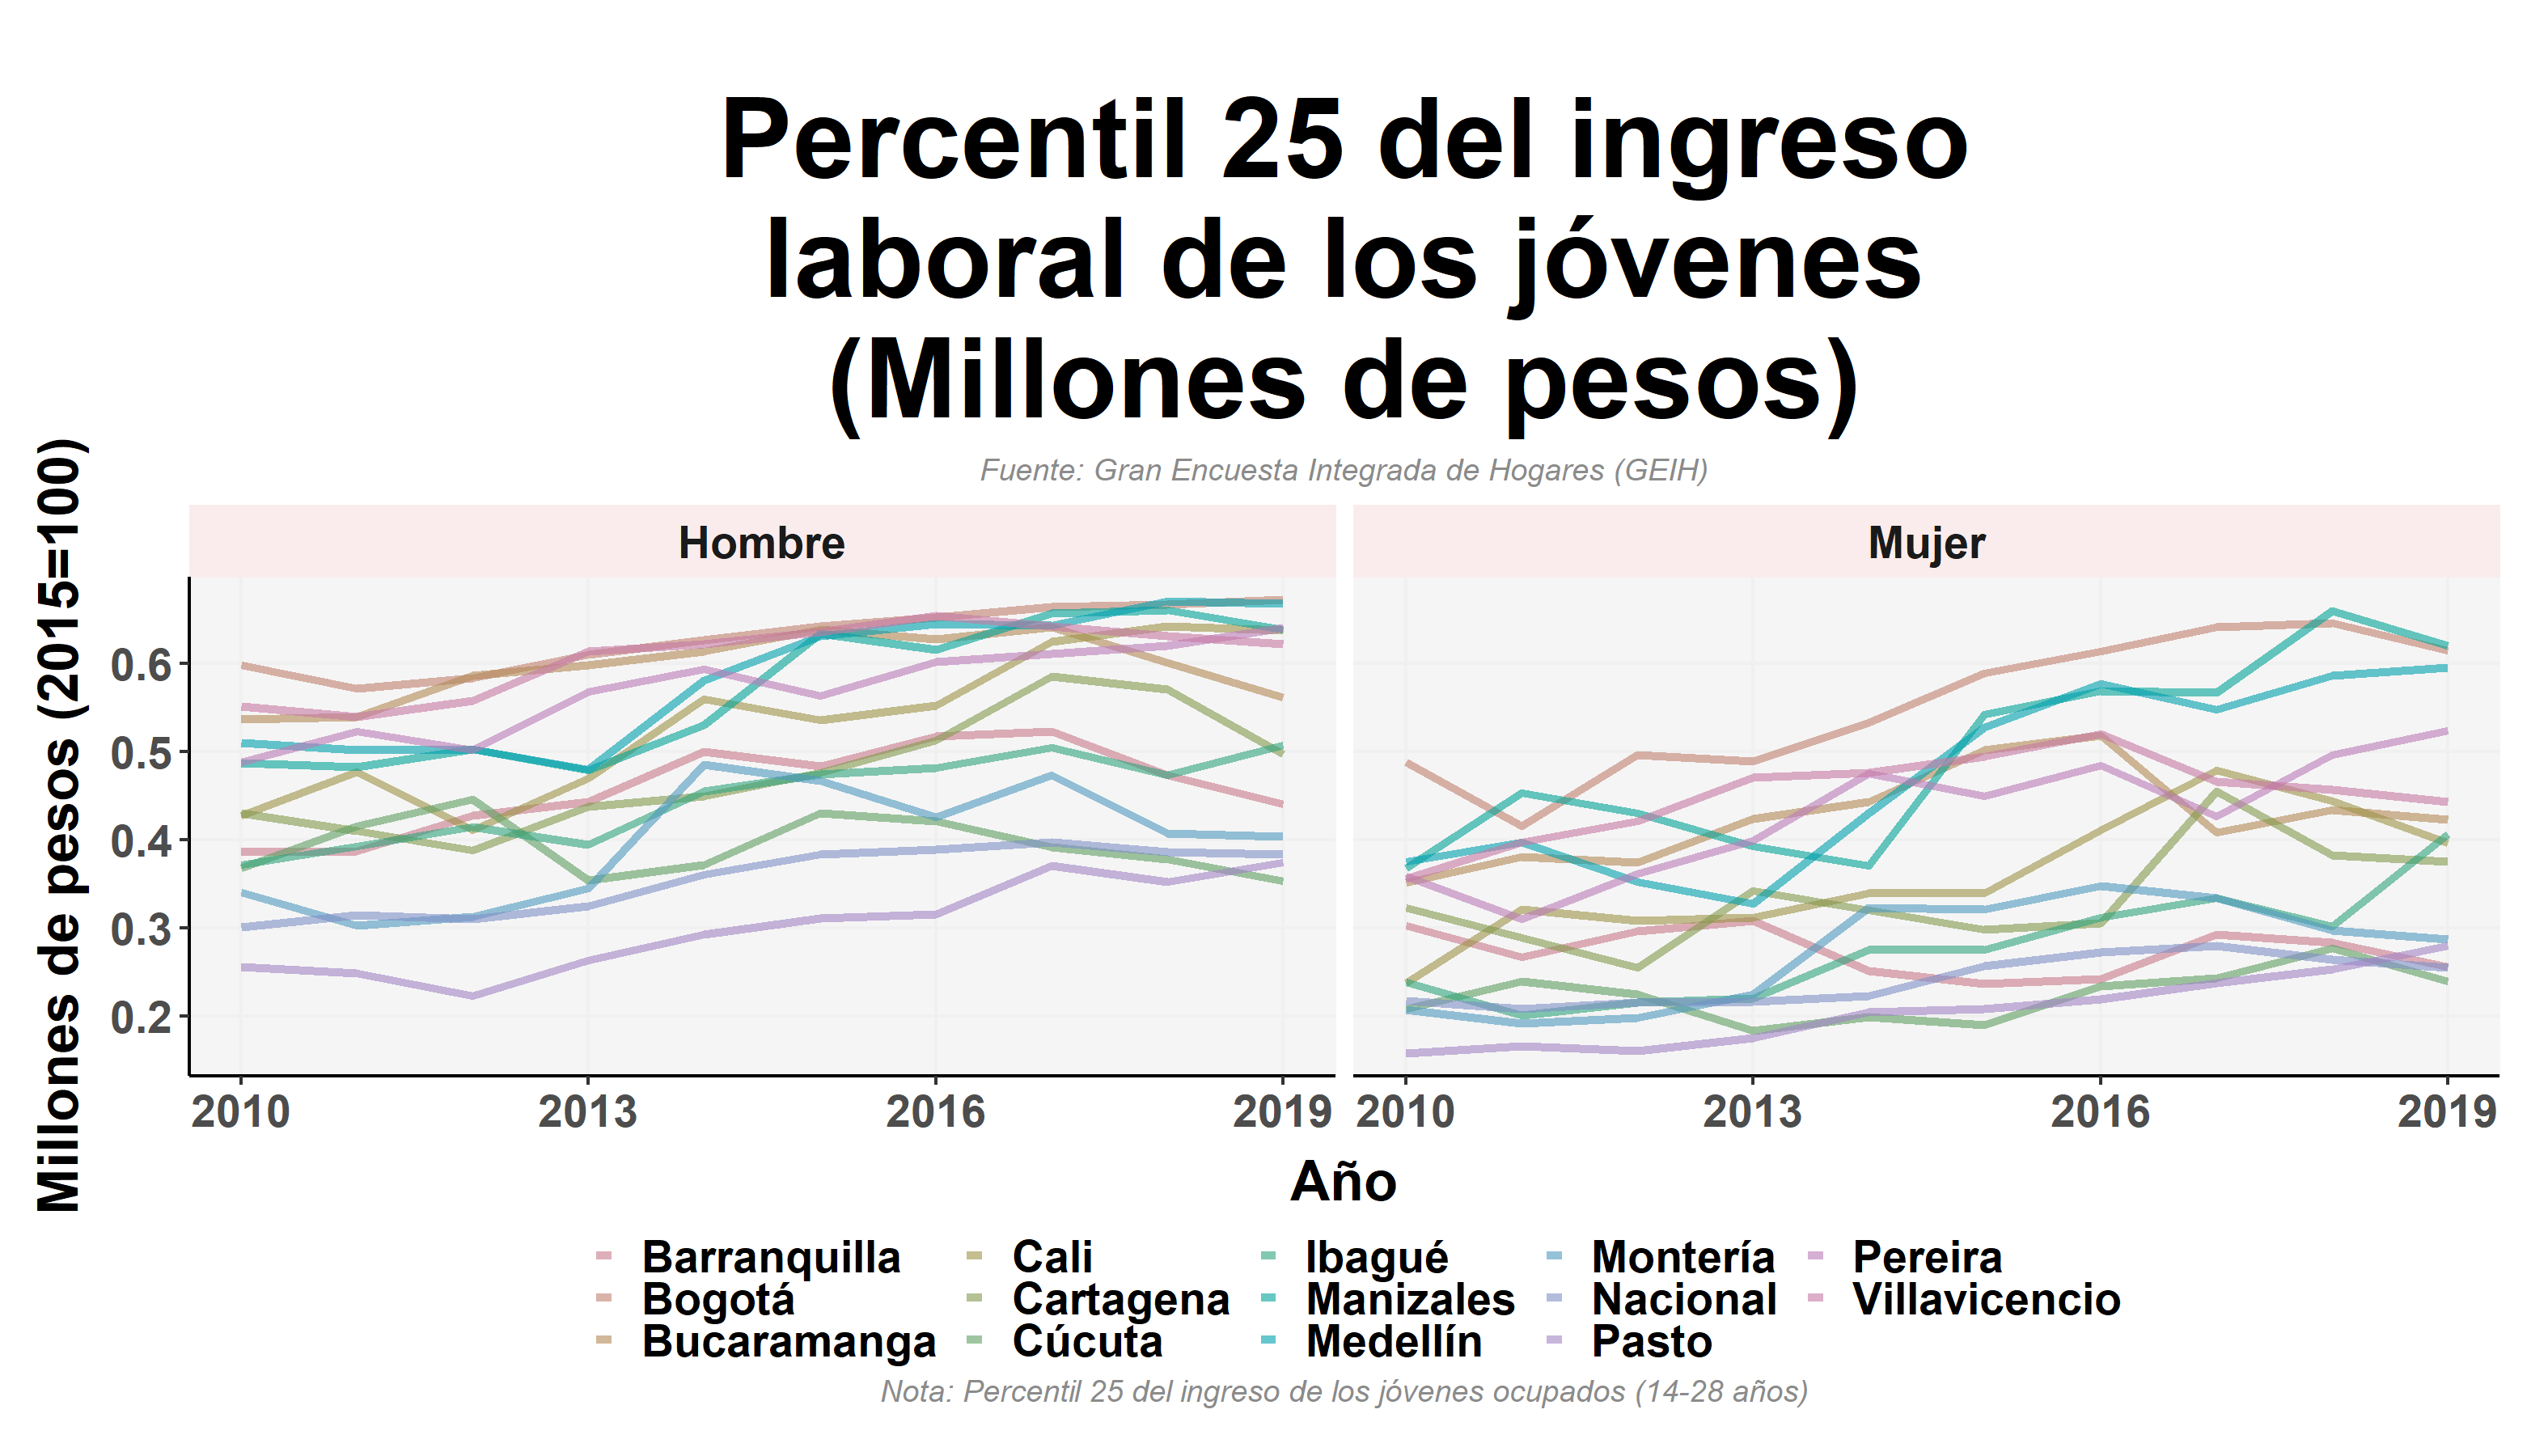 Percentil 25 del ingreso
laboral de los jóvenes
(Millones de pesos)
Fuente: Gran Encuesta Integrada de Hogares (GEIH)
Millones de pesos (2015=100)
Hombre
Mujer
0.6
0.5
0.4
0.3
0.2
2010 2013 2016 2019
2010 2013 2016 2019
Año
Barranquilla Cali Ibagué Montería Pereira
Bogotá Cartagena Manizales Nacional Villavicencio
Bucaramanga Cúcuta Medellín Pasto
Nota: Percentil 25 del ingreso de los jóvenes ocupados (14-28 años)